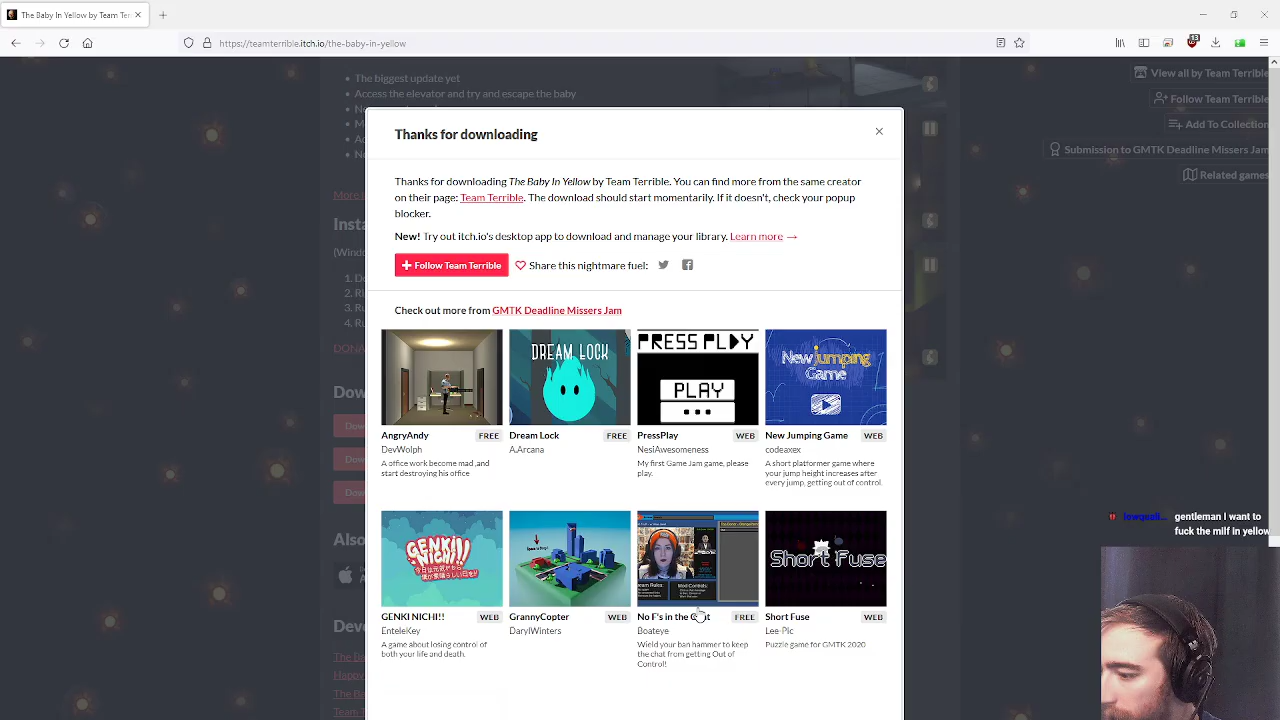 The Baby In Yellow by Team Ter
https://teamterrible.itch.io/the-baby-in-yellow
The biggest update yet
Access the elevator and try and escape the baby
View all by Team Terrible
Follow Team Terrible
Add To Collection
Submission to GMTK Deadline Missers Jam
Related games
Thanks for downloading
Thanks for downloading The Baby In Yellow by Team Terrible. You can find more from the same creator
on their page: Team Terrible. The download should start momentarily. If it doesn't, check your popup
blocker.
New! Try out itch.io's desktop app to download and manage your library. Learn more →
Follow Team Terrible
Share this nightmare fuel:
Check out more from GMTK Deadline Missers Jam
DREAM LOCK
PRESS PLAY
PLAY
New Jumping
Game
AngryAndy FREE
DevWolph
A office work become mad ,and
start destroying his office
Dream Lock FREE
A.Arcana
PressPlay WEB
NesiAwesomeness
My first Game Jam game, please
play.
New Jumping Game WEB
codeaxex
A short platformer game where
your jump height increases after
every jump, getting out of control.
GENKI!!
Short Fuse
GENKI NICHI!! WEB
EnteleKey
A game about losing control of
both your life and death.
GrannyCopter WEB
DarylWinters
No F's in the FREE
Boateye
Wield your ban hammer to keep
the chat from getting Out of
Control!
Short Fuse WEB
Lee-Pic
Puzzle game for GMTK 2020
gentleman I want to
fuck the milf in yellow